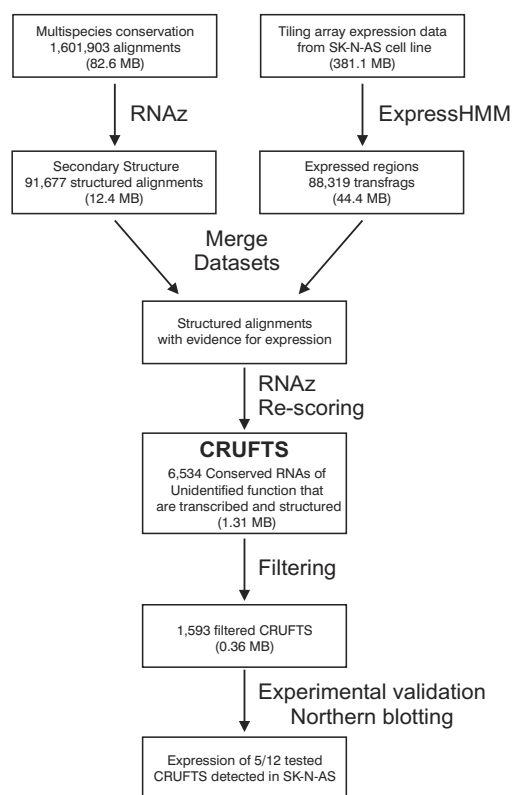 Multispecies conservation
1,601,903 alignments
(82.6 MB)
Tiling array expression data
from SK-N-AS cell line
(381.1 MB)
RNAz
ExpressHMM
Secondary Structure
91,677 structured alignments
(12.4 MB)
Expressed regions
88,319 transfrags
(44.4 MB)
Merge
Datasets
Structured alignments
with evidence for expression
RNAz
Re-scoring
CRUFTS
6,534 Conserved RNAs of
Unidentified function that
are transcribed and structured
(1.31 MB)
Filtering
1,593 filtered CRUFTS
(0.36 MB)
Experimental validation
Northern blotting
Expression of 5/12 tested
CRUFTS detected in SK-N-AS